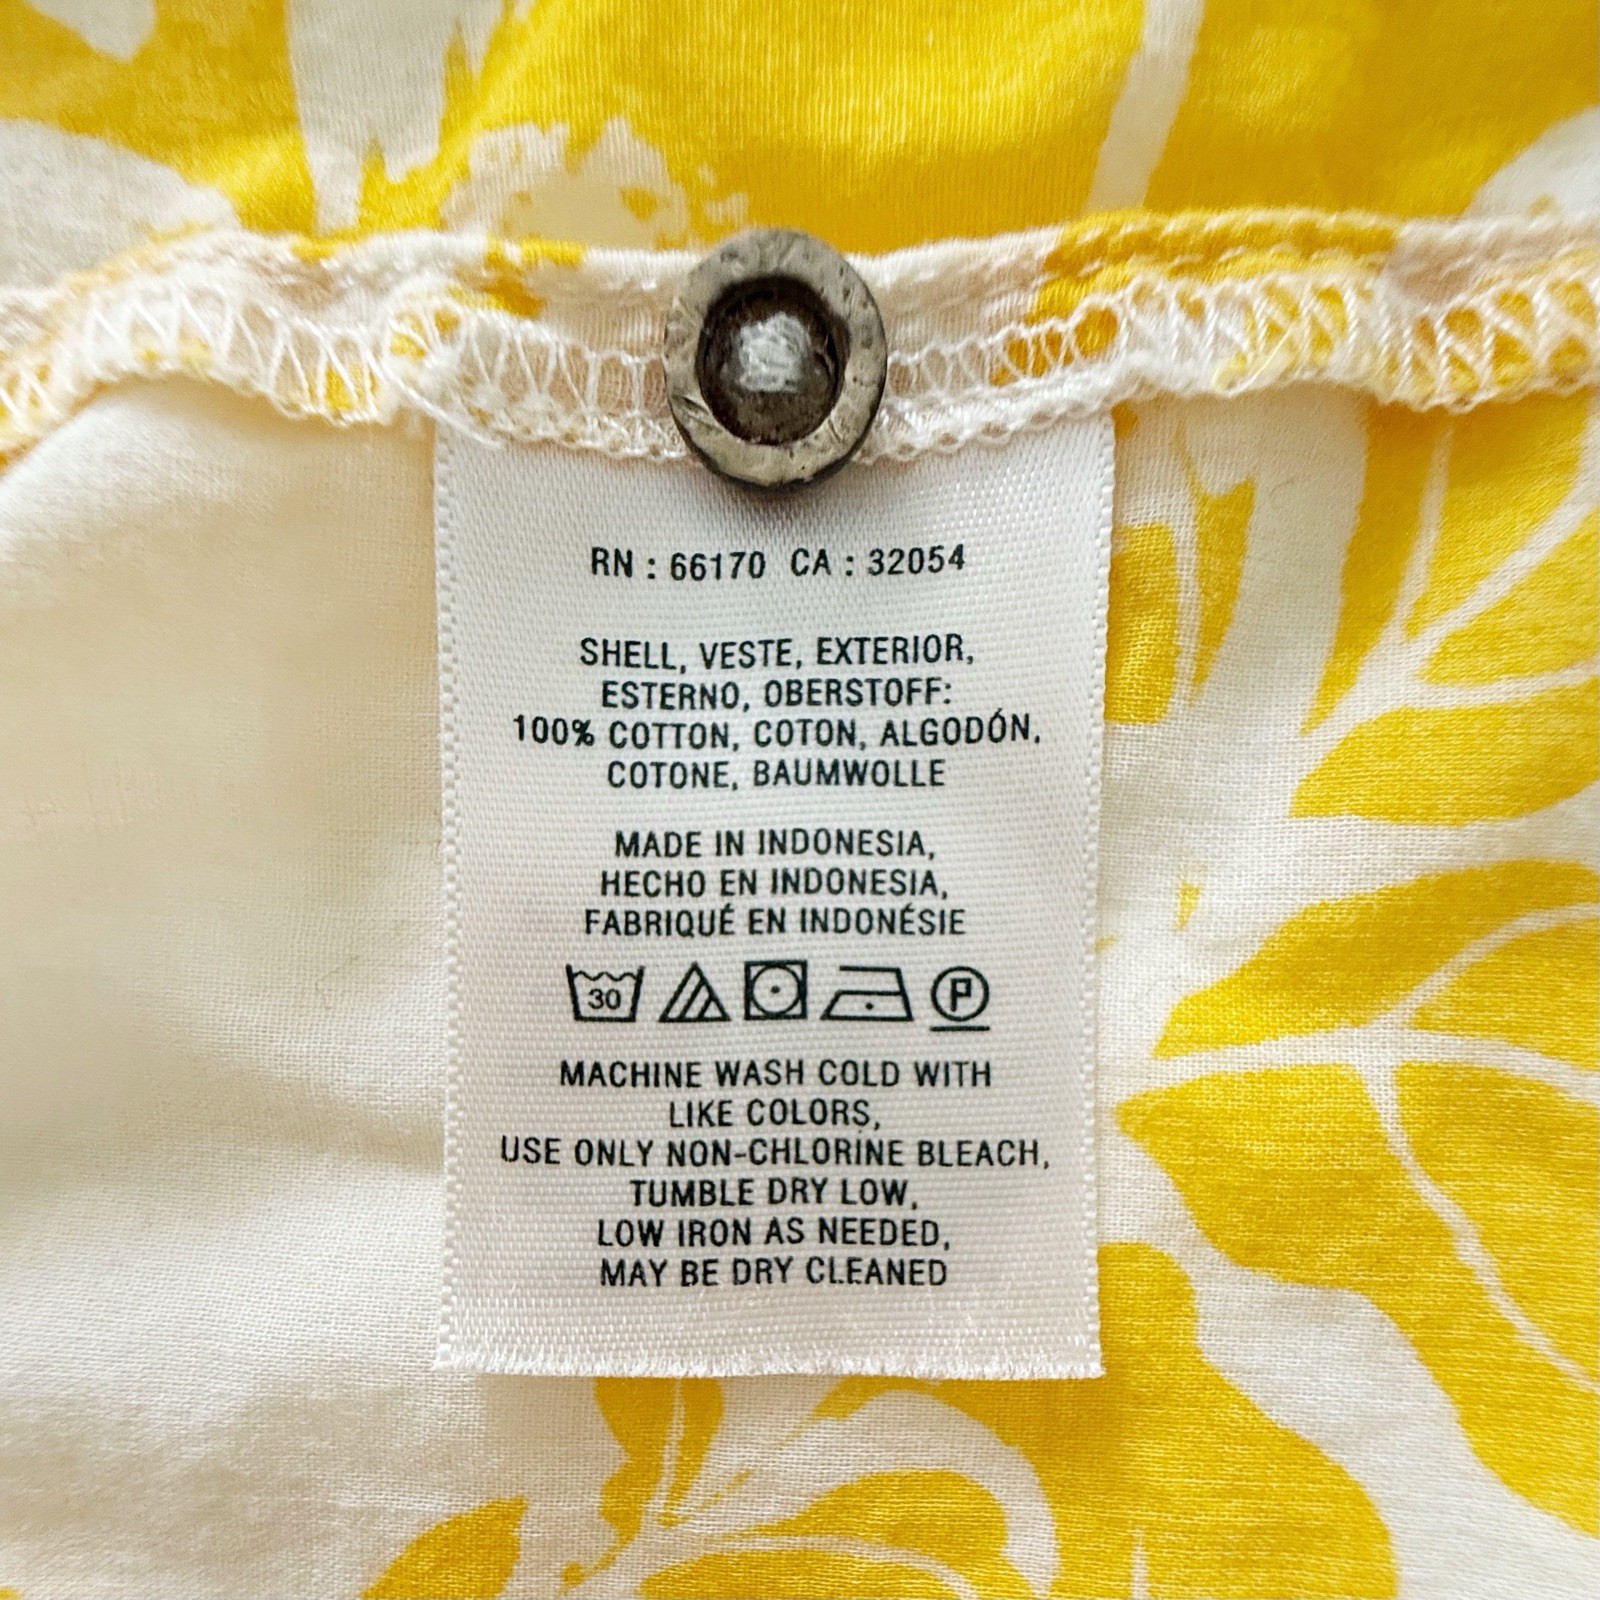 RN : 66170 CA : 32054
SHELL, VESTE, EXTERIOR,
ESTERNO, OBERSTOFF:
100% COTTON, COTON, ALGODÓN,
COTONE, BAUMWOLLE
MADE IN INDONESIA,
HECHO EN INDONESIA,
FABRIQUÉ EN INDONÉSIE
30 P
MACHINE WASH COLD WITH
LIKE COLORS,
USE ONLY NON-CHLORINE BLEACH,
TUMBLE DRY LOW,
LOW IRON AS NEEDED,
MAY BE DRY CLEANED